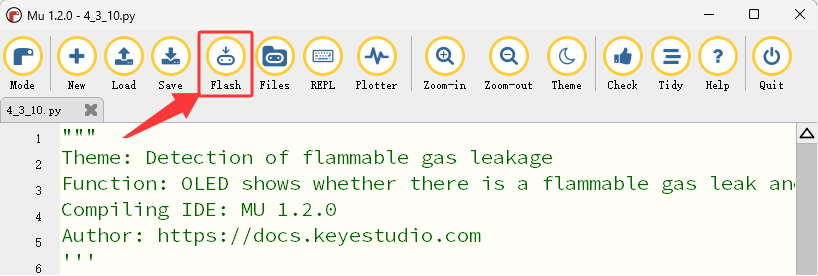 Mu 1.2.0 - 4_3_10.py
Mode New Load Save Flash Files REPL Plotter Zoom-in Zoom-out Theme Check Tidy Help Quit
4_3_10.py
1 """
2 Theme: Detection of flammable gas leakage
3 Function: OLED shows whether there is a flammable gas leak and
4 Compiling IDE: MU 1.2.0
5 Author: https://docs.keyestudio.com
6 '''